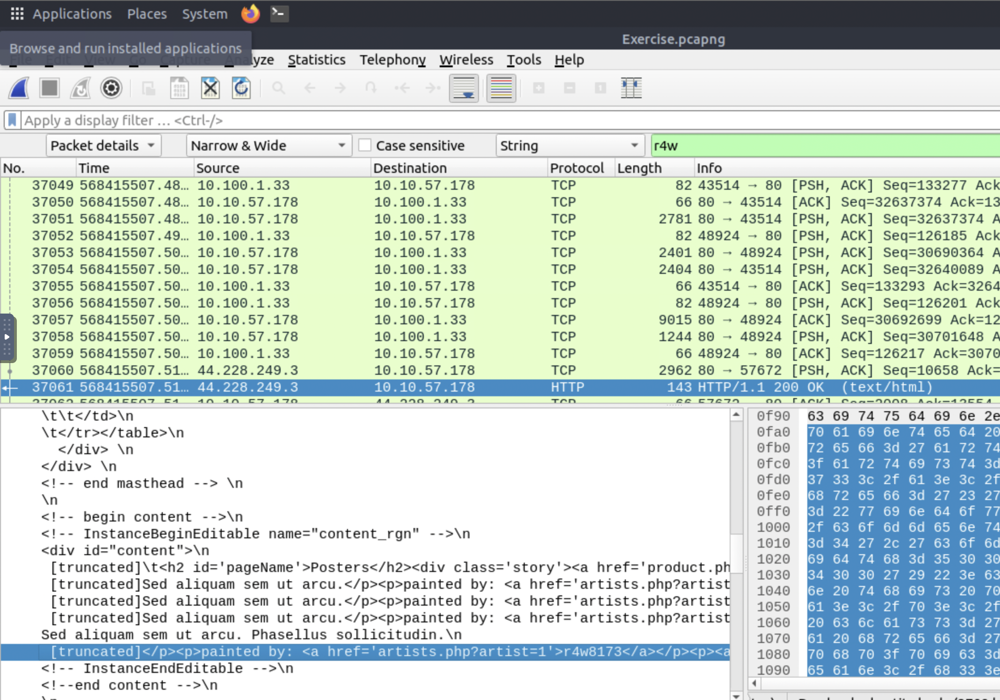 Applications Places System
Exercise.pcapng
Browse and run installed applications
File Edit View Go Capture Analyze Statistics Telephony Wireless Tools Help
Apply a display filter … <Ctrl-/>
Packet details Narrow & Wide Case sensitive String r4w
No. Time Source Destination Protocol Length Info
37049 568415507.48… 10.100.1.33 10.10.57.178 TCP 82 43514 → 80 [PSH, ACK] Seq=133277 Ack
37050 568415507.48… 10.10.57.178 10.100.1.33 TCP 66 80 → 43514 [ACK] Seq=32637374 Ack=13
37051 568415507.48… 10.10.57.178 10.100.1.33 TCP 2781 80 → 43514 [PSH, ACK] Seq=32637374 A
37052 568415507.49… 10.100.1.33 10.10.57.178 TCP 82 48924 → 80 [PSH, ACK] Seq=126185 Ack
37053 568415507.50… 10.10.57.178 10.100.1.33 TCP 2401 80 → 48924 [PSH, ACK] Seq=30690364 A
37054 568415507.50… 10.10.57.178 10.100.1.33 TCP 2404 80 → 43514 [PSH, ACK] Seq=32640089 A
37055 568415507.50… 10.100.1.33 10.10.57.178 TCP 66 43514 → 80 [ACK] Seq=133293 Ack=3264
37056 568415507.50… 10.100.1.33 10.10.57.178 TCP 82 48924 → 80 [PSH, ACK] Seq=126201 Ack
37057 568415507.50… 10.10.57.178 10.100.1.33 TCP 9015 80 → 48924 [ACK] Seq=30692699 Ack=12
37058 568415507.50… 10.10.57.178 10.100.1.33 TCP 1244 80 → 48924 [PSH, ACK] Seq=30701648 A
37059 568415507.50… 10.100.1.33 10.10.57.178 TCP 66 48924 → 80 [ACK] Seq=126217 Ack=3070
37060 568415507.51… 44.228.249.3 10.10.57.178 TCP 2962 80 → 57672 [PSH, ACK] Seq=10658 Ack=
37061 568415507.51… 44.228.249.3 10.10.57.178 HTTP 143 HTTP/1.1 200 OK (text/html)
37062 568415507.51… 10.10.57.178 44.228.249.3 TCP 66 57672 → 80 [ACK] Seq=2008 Ack=13554
\t\t</td>\n
\t</tr></table>\n
</div> \n
</div> \n
<!-- end masthead --> \n
\n
<!-- begin content -->\n
<!-- InstanceBeginEditable name="content_rgn" -->\n
<div id="content">\n
[truncated]\t<h2 id='pageName'>Posters</h2><div class='story'><a href='product.ph
[truncated]Sed aliquam sem ut arcu.</p><p>painted by: <a href='artists.php?artist
[truncated]Sed aliquam sem ut arcu.</p><p>painted by: <a href='artists.php?artist
[truncated]Sed aliquam sem ut arcu.</p><p>painted by: <a href='artists.php?artist
Sed aliquam sem ut arcu. Phasellus sollicitudin.\n
[truncated]</p><p>painted by: <a href='artists.php?artist=1'>r4w8173</a></p><p><a
<!-- InstanceEndEditable -->\n
<!--end content -->\n
\n
0f90 63 69 74 75 64 69 6e 2e
0fa0 70 61 69 6e 74 65 64 20
0fb0 72 65 66 3d 27 61 72 74
0fc0 3f 61 72 74 69 73 74 3d
0fd0 37 33 3c 2f 61 3e 3c 2f
0fe0 68 72 65 66 3d 27 23 27
0ff0 3d 22 77 69 6e 64 6f 77
1000 2f 63 6f 6d 6d 65 6e 74
1010 3d 34 27 2c 27 63 6f 6d
1020 69 64 74 68 3d 35 30 30
1030 34 30 30 27 29 22 3e 63
1040 6e 20 74 68 69 73 20 70
1050 61 3e 3c 2f 70 3e 3c 2f
1060 20 63 6c 61 73 73 3d 27
1070 61 20 68 72 65 66 3d 27
1080 70 68 70 3f 70 69 63 3d
1090 65 61 6e 3c 2f 68 33 3e